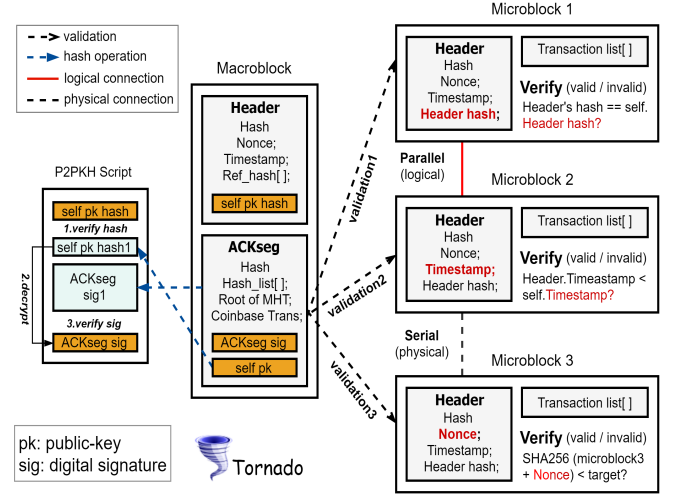 validation
hash operation
logical connection
physical connection
P2PKH Script
self pk hash
1.verify hash
self pk hash1
2.decrypt
ACKseg
sig1
3.verify sig
ACKseg sig
Macroblock
Header
Hash
Nonce;
Timestamp;
Ref_hash[ ];
self pk hash
ACKseg
Hash
Hash_list[ ];
Root of MHT;
Coinbase Trans;
ACKseg sig
self pk
validation1
validation2
validation3
Microblock 1
Header
Hash
Nonce;
Timestamp;
Header hash;
Transaction list[ ]
Verify (valid / invalid)
Header's hash == self.
Header hash?
Parallel
(logical)
Microblock 2
Header
Hash
Nonce;
Timestamp;
Header hash;
Transaction list[ ]
Verify (valid / invalid)
Header.Timeastamp <
self.Timestamp?
Serial
(physical)
Microblock 3
Header
Hash
Nonce;
Timestamp;
Header hash;
Transaction list[ ]
Verify (valid / invalid)
SHA256 (microblock3
+ Nonce) < target?
pk: public-key
sig: digital signature
Tornado